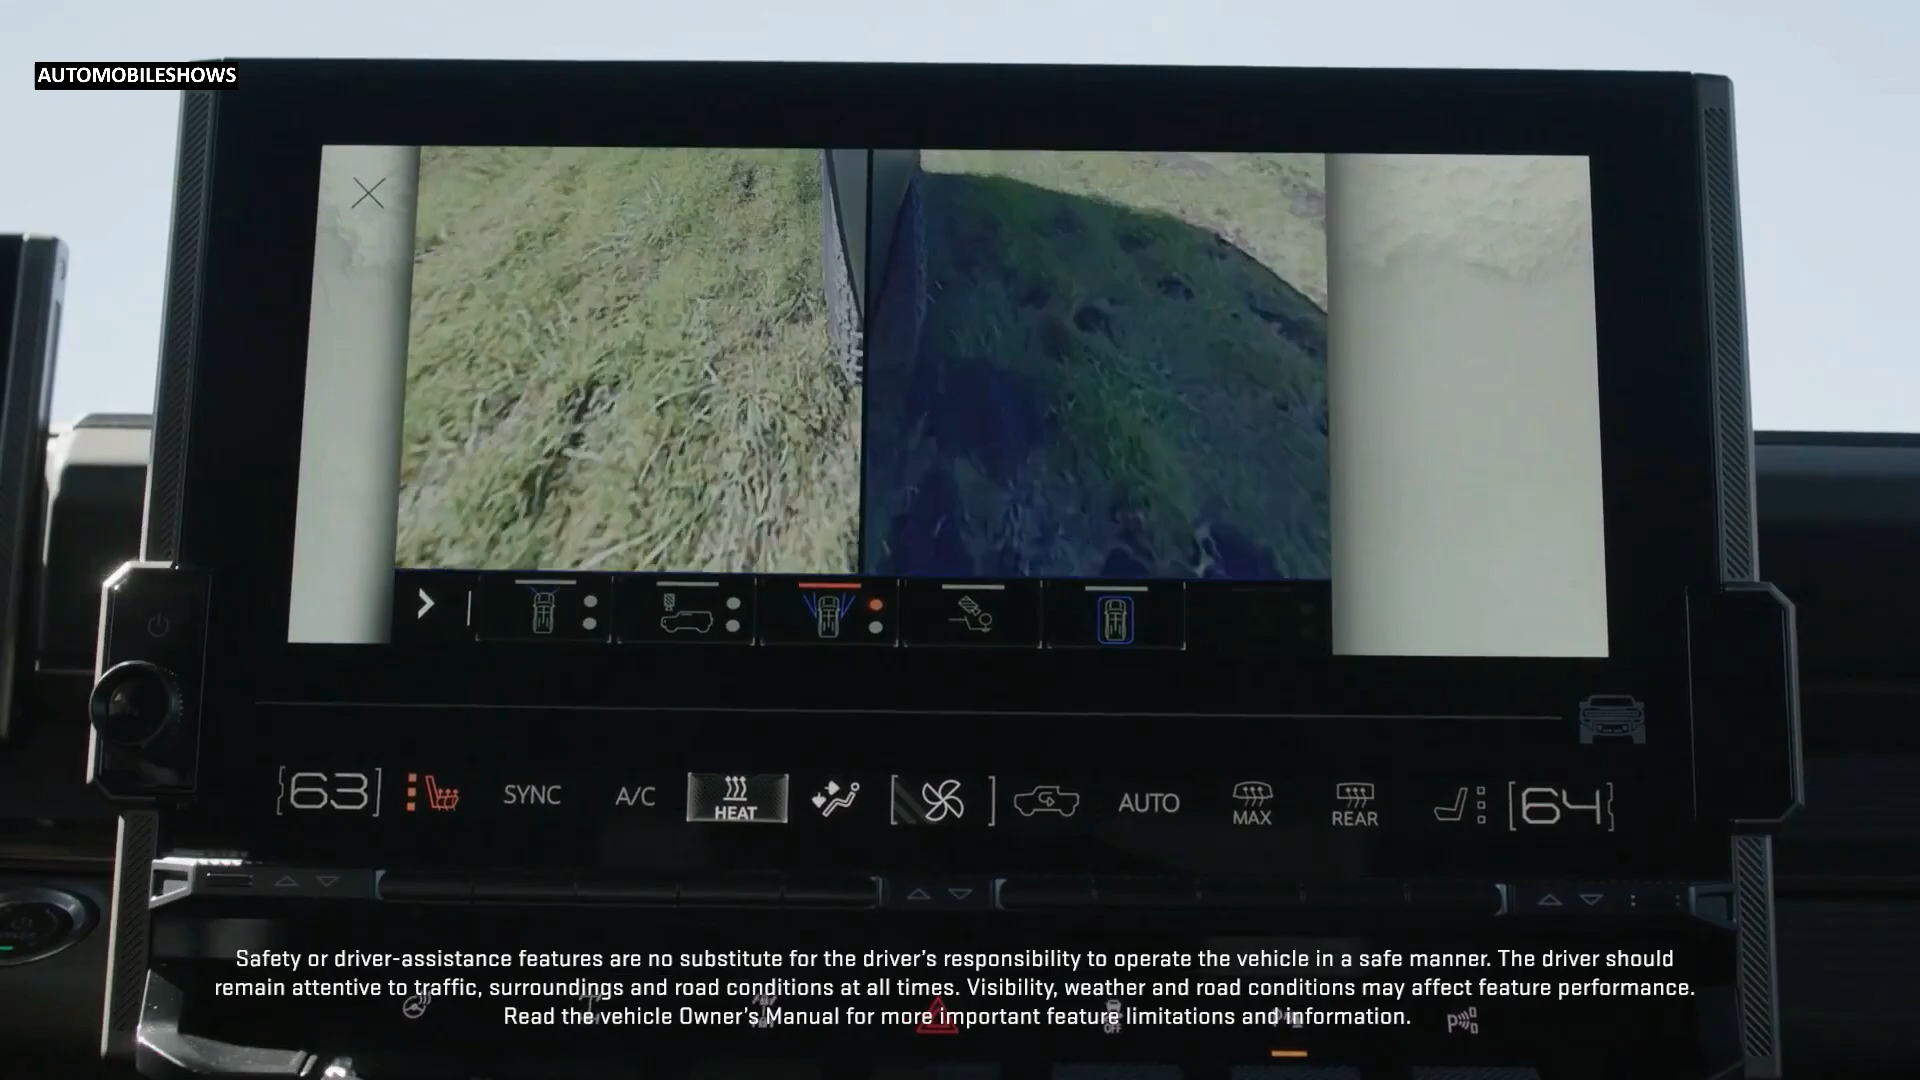 AUTOMOBILESHOWS
63 SYNC A/C HEAT AUTO MAX REAR 64
Safety or driver-assistance features are no substitute for the driver's responsibility to operate the vehicle in a safe manner. The driver should
remain attentive to traffic, surroundings and road conditions at all times. Visibility, weather and road conditions may affect feature performance.
Read the vehicle Owner's Manual for more important feature limitations and information.
OFF